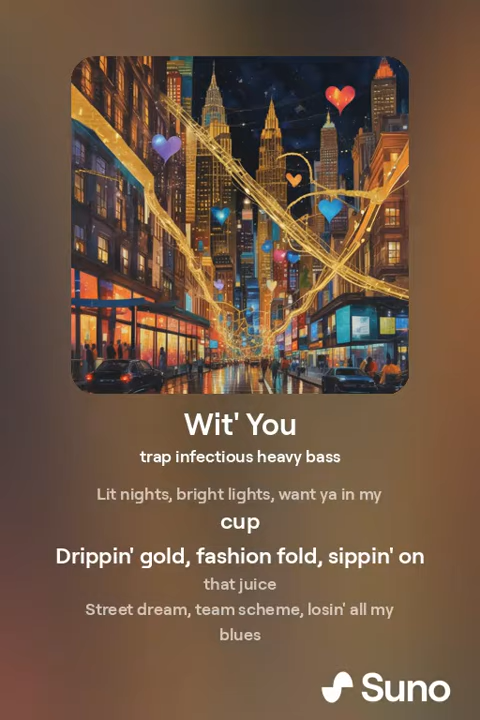 Wit' You
trap infectious heavy bass
Lit nights, bright lights, want ya in my
cup
Drippin' gold, fashion fold, sippin' on
that juice
Street dream, team scheme, losin' all my
blues
Suno